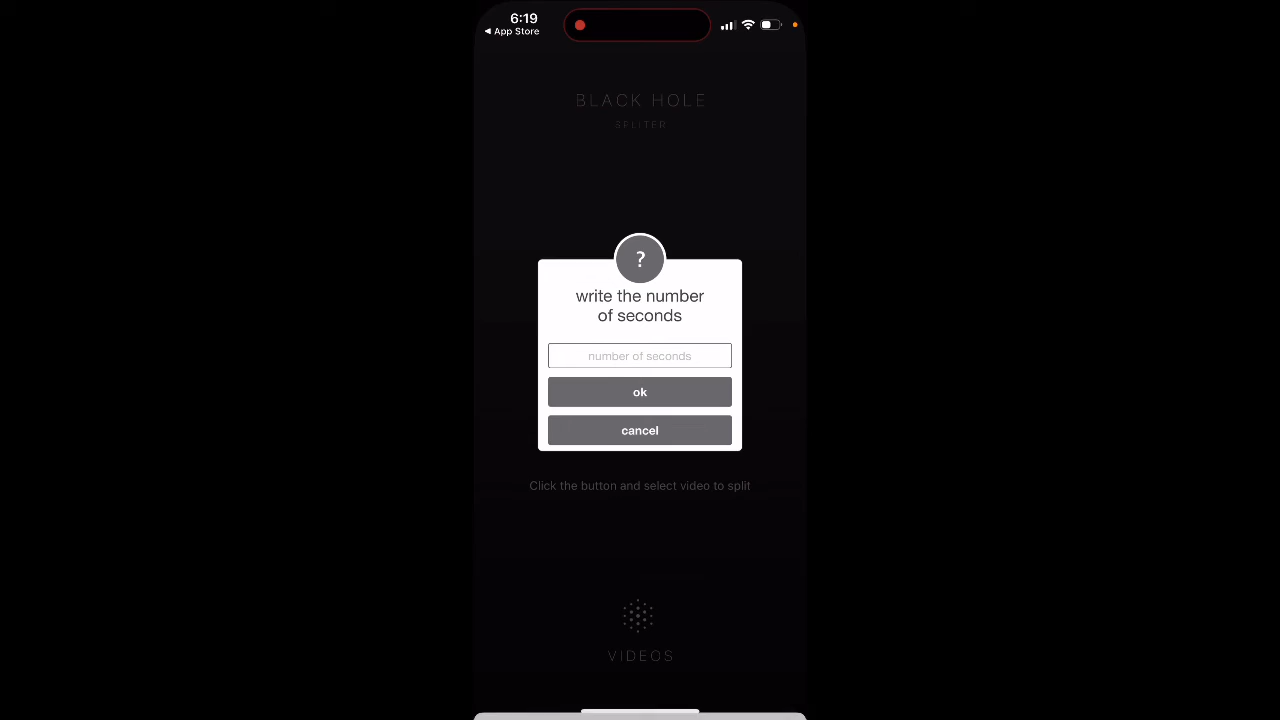 6:19
◀ App Store
BLACK HOLE
SPLITER
?
write the number
of seconds
number of seconds
ok
cancel
Click the button and select video to split
VIDEOS